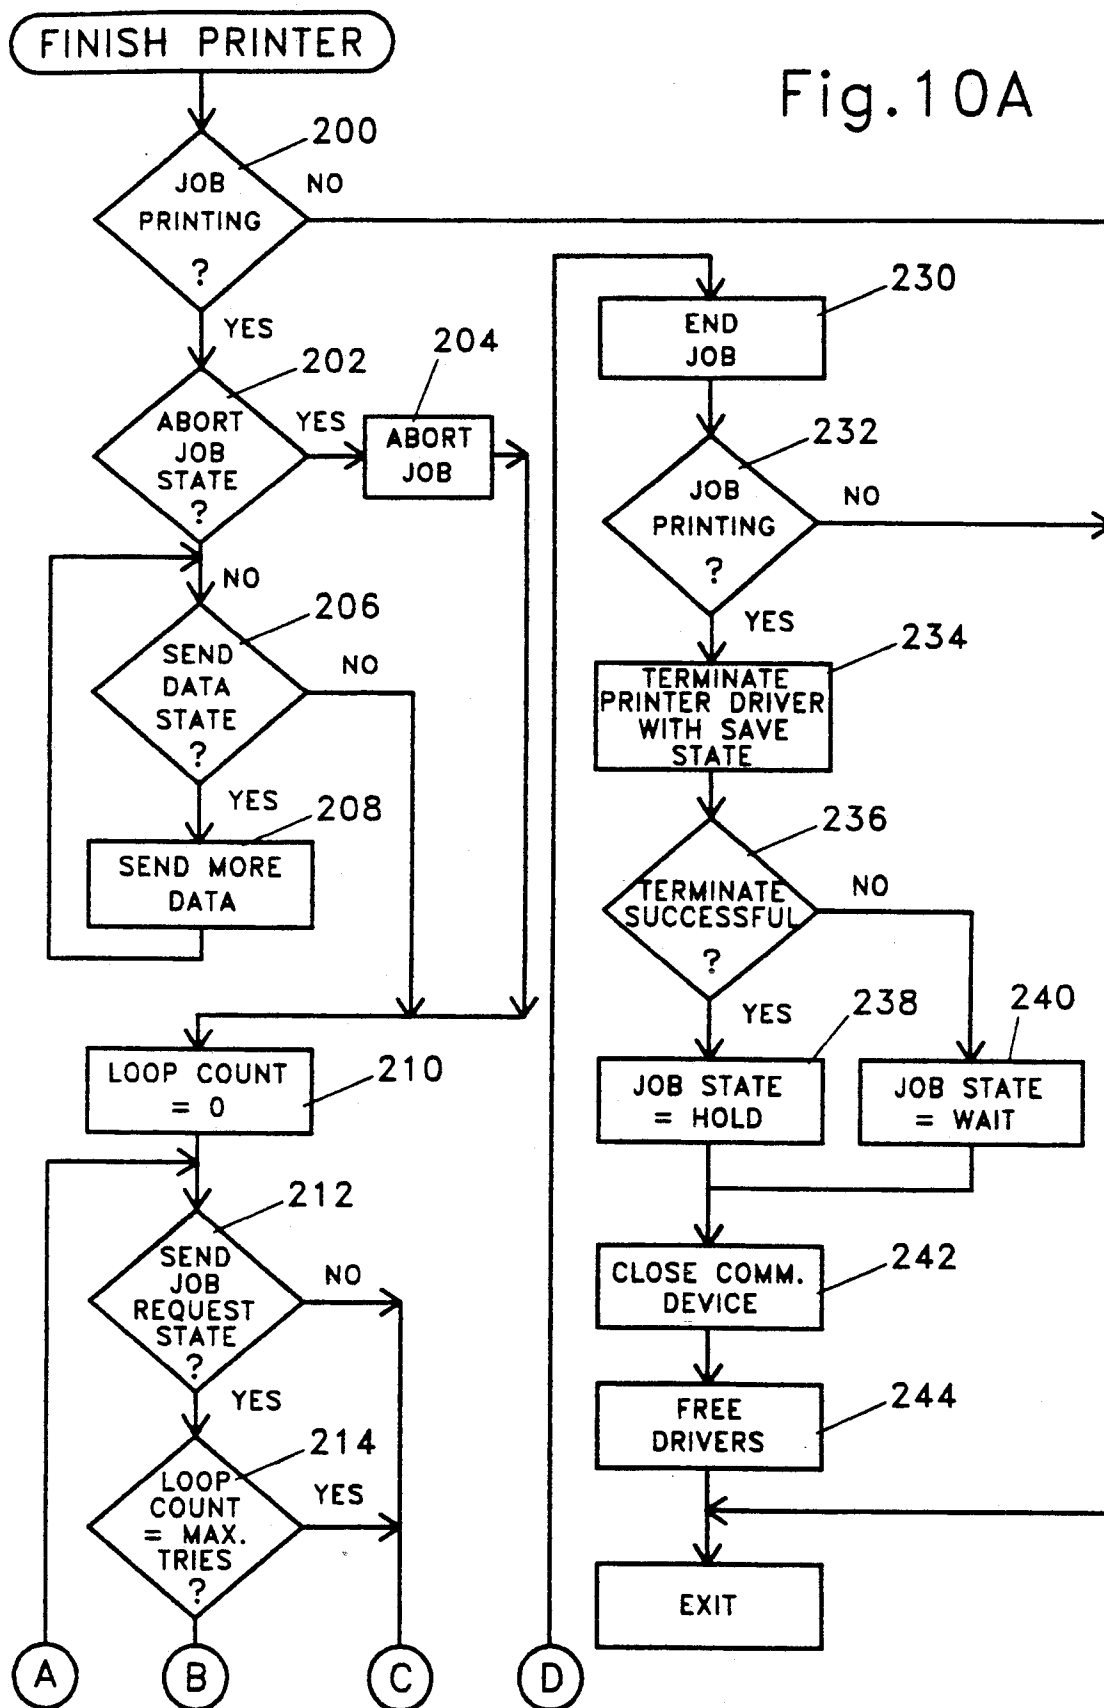 FINISH PRINTER
Fig.10A
200
JOB
PRINTING
?
NO
YES
202
ABORT
JOB
STATE
?
YES
204
ABORT
JOB
NO
206
SEND
DATA
STATE
?
NO
YES
208
SEND MORE
DATA
LOOP COUNT
= 0
210
212
SEND
JOB
REQUEST
STATE
?
NO
YES
214
LOOP
COUNT
= MAX.
TRIES
?
YES
A
B
C
D
230
END
JOB
232
JOB
PRINTING
?
NO
YES
234
TERMINATE
PRINTER DRIVER
WITH SAVE
STATE
236
TERMINATE
SUCCESSFUL
?
NO
YES
238
JOB STATE
= HOLD
240
JOB STATE
= WAIT
242
CLOSE COMM.
DEVICE
244
FREE
DRIVERS
EXIT